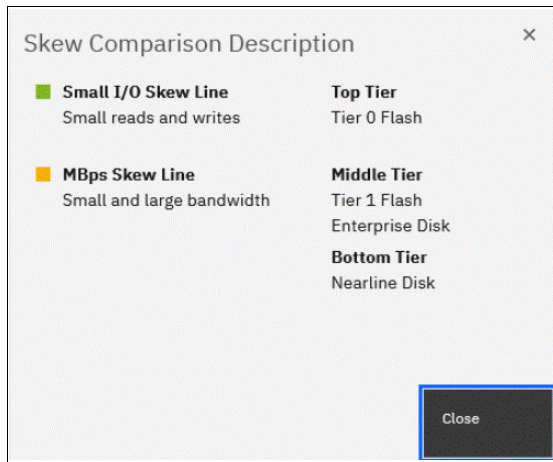 Skew Comparison Description
Small I/O Skew Line
Small reads and writes
MBps Skew Line
Small and large bandwidth
Top Tier
Tier 0 Flash
Middle Tier
Tier 1 Flash
Enterprise Disk
Bottom Tier
Nearline Disk
Close